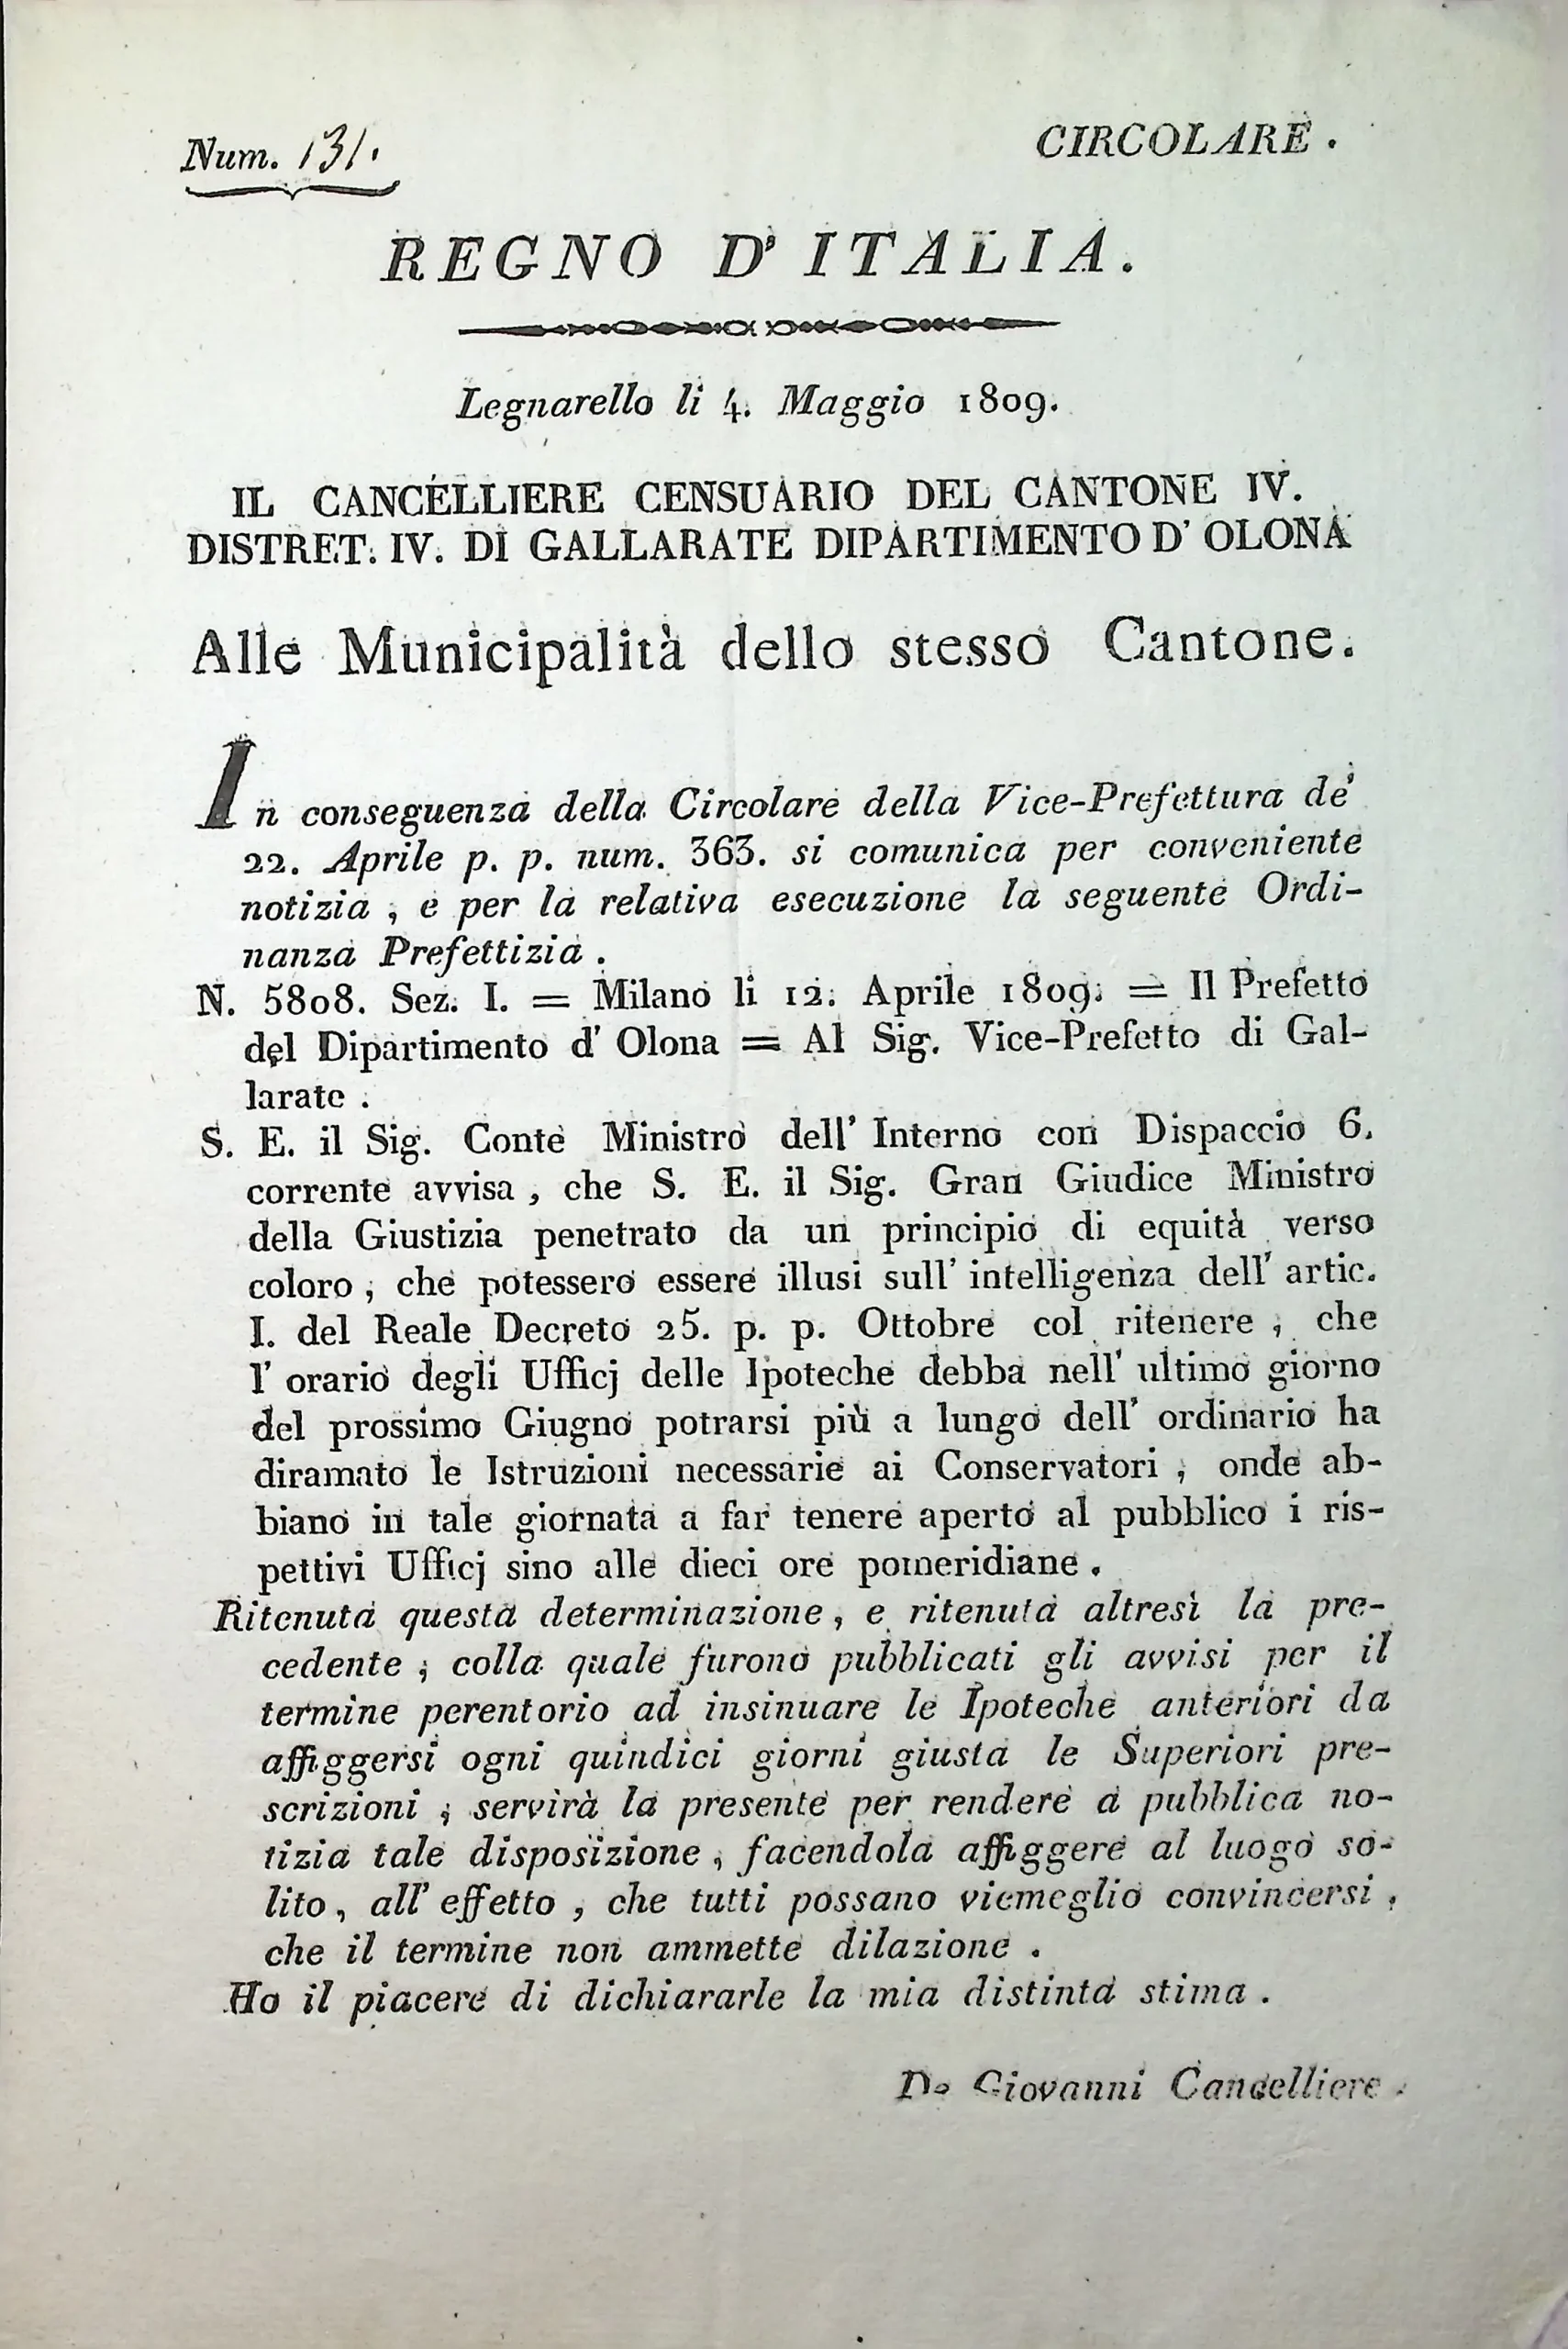 Num. 131.
CIRCOLARE.
REGNO D' ITALIA.
Legnarello li 4. Maggio 1809.
IL CANCELLIERE CENSUARIO DEL CANTONE IV.
DISTRET. IV. DI GALLARATE DIPARTIMENTO D' OLONA
Alle Municipalità dello stesso Cantone.
In conseguenza della Circolare della Vice-Prefettura de'
22. Aprile p. p. num. 363. si comunica per conveniente
notizia, e per la relativa esecuzione la seguente Ordi-
nanza Prefettizia.
N. 5808. Sez. I. = Milano li 12. Aprile 1809. = Il Prefetto
del Dipartimento d' Olona = Al Sig. Vice-Prefetto di Gal-
larate.
S. E. il Sig. Conte Ministro dell' Interno con Dispaccio 6.
corrente avvisa, che S. E. il Sig. Gran Giudice Ministro
della Giustizia penetrato da un principio di equità verso
coloro, che potessero essere illusi sull' intelligenza dell' artic.
I. del Reale Decreto 25. p. p. Ottobre col ritenere, che
l' orario degli Ufficj delle Ipoteche debba nell' ultimo giorno
del prossimo Giugno potrarsi più a lungo dell' ordinario ha
diramato le Istruzioni necessarie ai Conservatori, onde ab-
biano in tale giornata a far tenere aperto al pubblico i ris-
pettivi Ufficj sino alle dieci ore pomeridiane.
Ritenuta questa determinazione, e ritenuta altresì la pre-
cedente, colla quale furono pubblicati gli avvisi per il
termine perentorio ad insinuare le Ipoteche anteriori da
affiggersi ogni quindici giorni giusta le Superiori pre-
scrizioni, servirà la presente per rendere a pubblica no-
tizia tale disposizione, facendola affiggere al luogo so-
lito, all' effetto, che tutti possano viemeglio convincersi,
che il termine non ammette dilazione.
Ho il piacere di dichiararle la mia distinta stima.
De Giovanni Cancelliere.